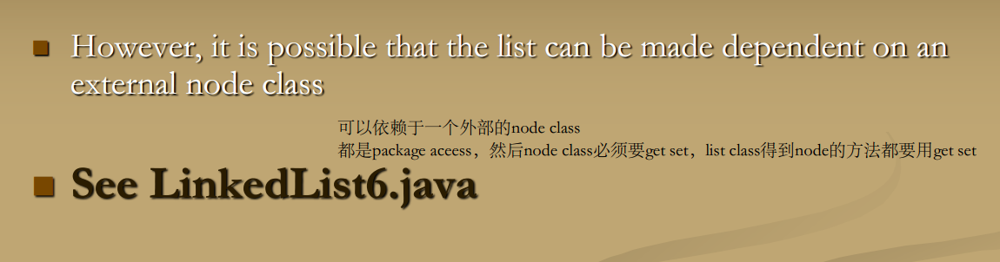 However, it is possible that the list can be made dependent on an
external node class
可以依赖于一个外部的node class
都是package aceess，然后node class必须要get set，list class得到node的方法都要用get set
See LinkedList6.java